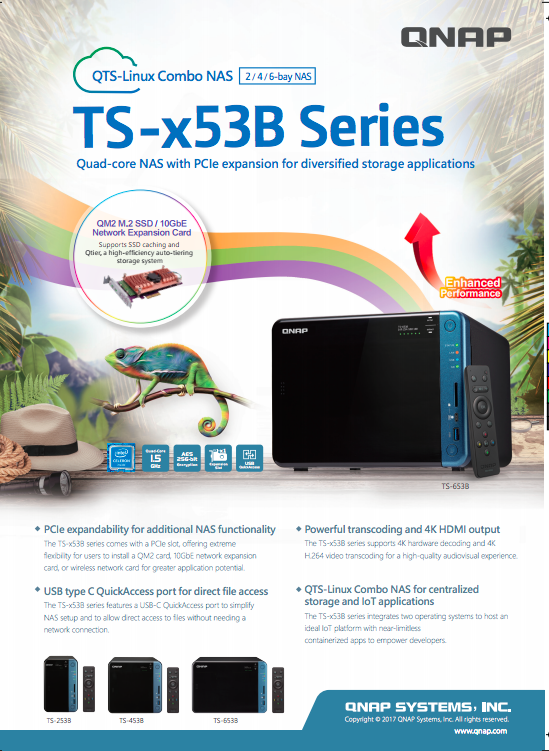 QNAP
QTS-Linux Combo NAS 2 / 4 / 6-bay NAS
TS-x53B Series
Quad-core NAS with PCIe expansion for diversified storage applications
QM2 M.2 SSD / 10GbE
Network Expansion Card
Supports SSD caching and
Qtier, a high-efficiency auto-tiering
storage system
Enhanced
Performance
QNAP
intel
CELERON
Quad-Core
1.5
GHz
AES
256-bit
Encryption
Expansion
Slot
USB
QuickAccess
TS-653B
PCIe expandability for additional NAS functionality
The TS-x53B series comes with a PCIe slot, offering extreme
flexibility for users to install a QM2 card, 10GbE network expansion
card, or wireless network card for greater application potential.
USB type C QuickAccess port for direct file access
The TS-x53B series features a USB-C QuickAccess port to simplify
NAS setup and to allow direct access to files without needing a
network connection.
Powerful transcoding and 4K HDMI output
The TS-x53B series supports 4K hardware decoding and 4K
H.264 video transcoding for a high-quality audiovisual experience.
QTS-Linux Combo NAS for centralized
storage and IoT applications
The TS-x53B series integrates two operating systems to host an
ideal IoT platform with near-limitless
containerized apps to empower developers.
QNAP
QNAP
QNAP
TS-253B
TS-453B
TS-653B
QNAP SYSTEMS, INC.
Copyright © 2017 QNAP Systems, Inc. All rights reserved.
www.qnap.com